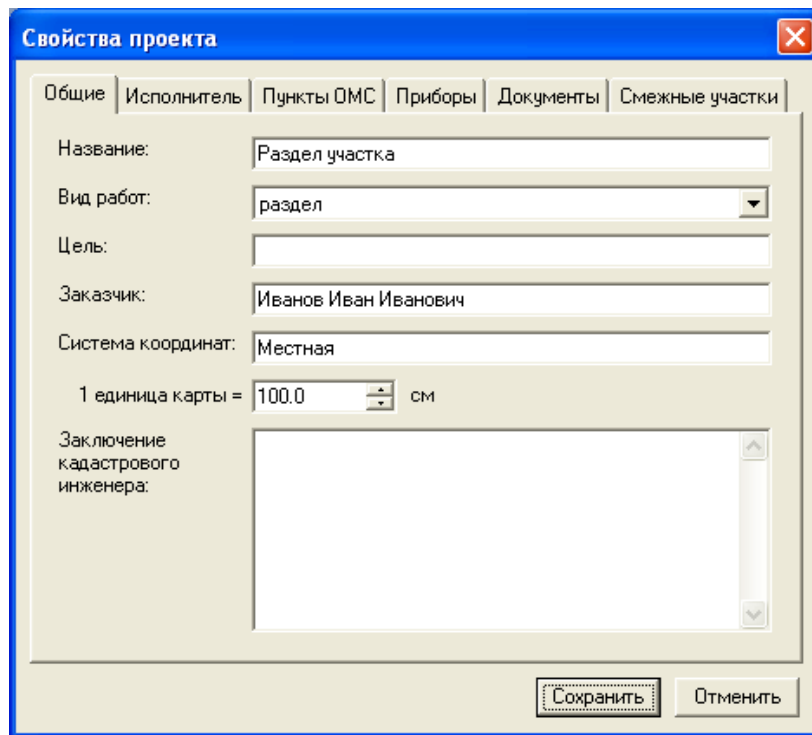 Свойства проекта
Общие Исполнитель Пункты ОМС Приборы Документы Смежные участки
Название: Раздел участка
Вид работ: раздел
Цель:
Заказчик: Иванов Иван Иванович
Система координат: Местная
1 единица карты = 100.0 см
Заключение
кадастрового
инженера:
Сохранить Отменить